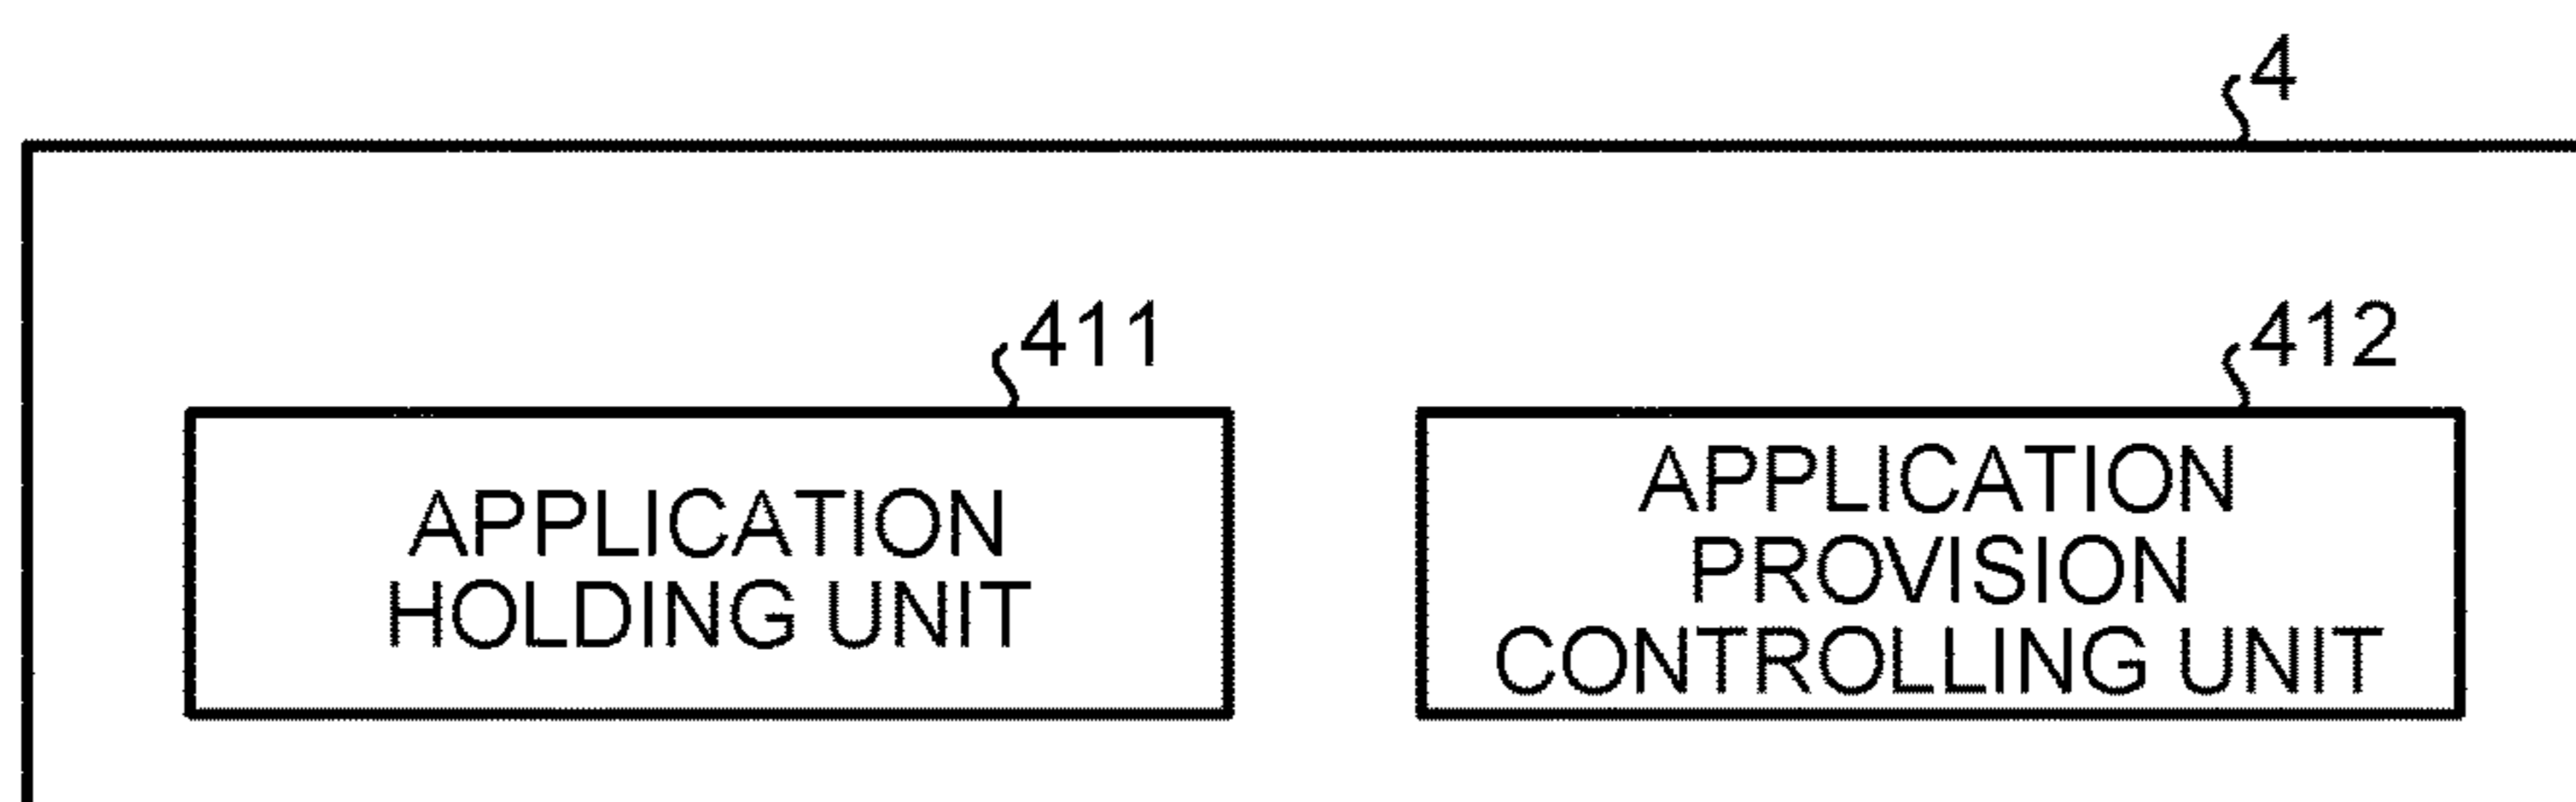 4
411
412
APPLICATION
HOLDING UNIT
APPLICATION
PROVISION
CONTROLLING UNIT